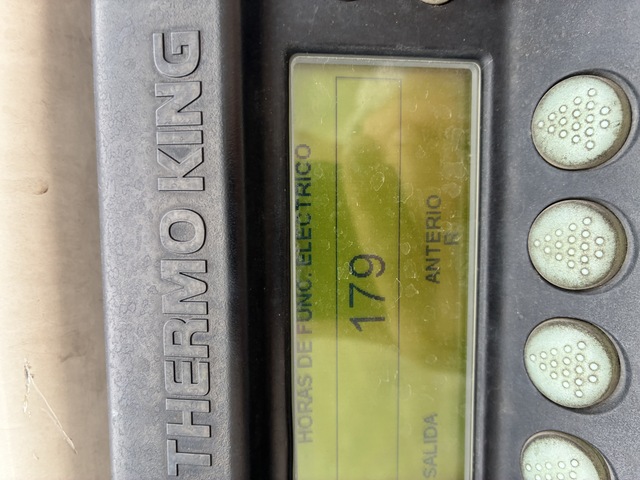 THERMO KING
HORAS DE FUNC. ELECTRICO
179
SALIDA ANTERIO
R